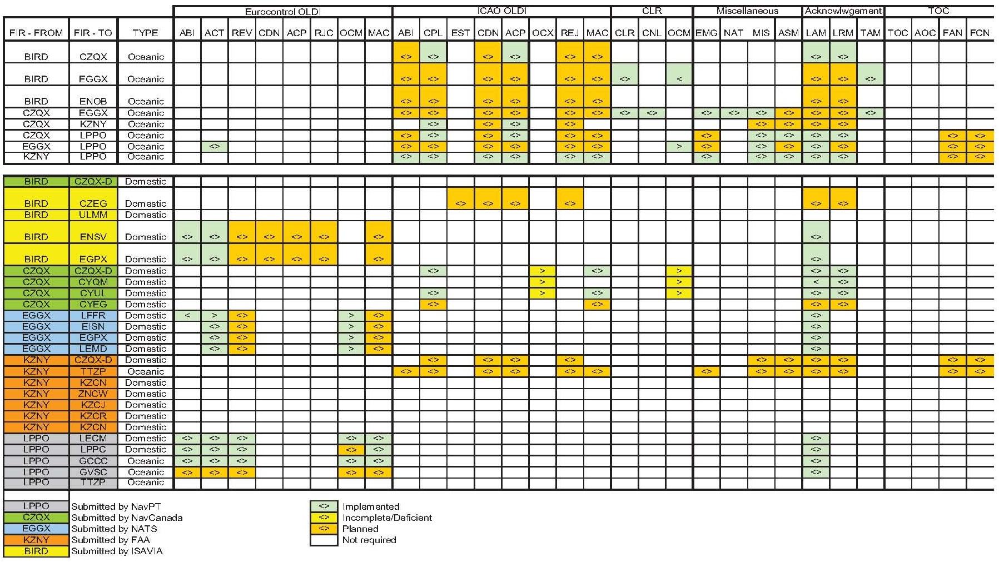 Eurocontrol OLDI ICAO OLDI CLR Miscellaneous Acknowlwgement TOC
FIR - FROM FIR - TO TYPE ABI ACT REV CDN ACP RJC OCM MAC ABI CPL EST CDN ACP OCX REJ MAC CLR CNL OCM EMG NAT MIS ASM LAM LRM TAM TOC AOC FAN FCN
BIRD CZQX Oceanic <> <> <> <> <> <> <> <>
BIRD EGGX Oceanic <> <> <> <> <> <> <> < <> <> <>
BIRD ENOB Oceanic <> <> <> <> <> <> <> <>
CZQX EGGX Oceanic <> <> <> <> <> <> <> <> <> <> <> <> <> <> <>
CZQX KZNY Oceanic <> <> <> <> <> <> <> <>
CZQX LPPO Oceanic <> <> <> <> <> <> <> <> <> <> <> <> <>
EGGX LPPO Oceanic <> <> <> <> <> <> <> > <> <> <> <> <> <> <>
KZNY LPPO Oceanic <> <> <> <> <> <> <> <> <> <> <> <> <>
BIRD CZQX-D Domestic
BIRD CZEG Domestic <> <> <> <> <> <>
BIRD ULMM Domestic
BIRD ENSV Domestic <> <> <> <> <> <> <> <>
BIRD EGPX Domestic <> <> <> <> <> <> <> <>
CZQX CZQX-D Domestic <> > <> > <> <>
CZQX CYQM Domestic > > < <>
CZQX CYUL Domestic <> > <> > <> <>
CZQX CYEG Domestic <> <> <> <>
EGGX LFFR Domestic < > <> > <> <>
EGGX EISN Domestic <> <> > <> <>
EGGX EGPX Domestic <> <> > <> <>
EGGX LEMD Domestic <> <> > <> <>
KZNY CZQX-D Domestic <> <> <> <> <> <> <> <> <> <>
KZNY TTZP Oceanic <> <> <> <> <> <> <> <> <> <> <> <> <>
KZNY KZCN Domestic
KZNY ZNCW Domestic
KZNY KZCJ Domestic
KZNY KZCR Domestic
KZNY KZCN Domestic
LPPO LECM Domestic <> <> <> <> <> <>
LPPO LPPC Domestic <> <> <> <> <> <>
LPPO GCCC Oceanic <> <> <> <> <> <>
LPPO GVSC Oceanic <> <> <> <> <> <>
LPPO TTZP Oceanic
LPPO Submitted by NavPT <> Implemented
CZQX Submitted by NavCanada <> Incomplete/Deficient
EGGX Submitted by NATS <> Planned
KZNY Submitted by FAA Not required
BIRD Submitted by ISAVIA